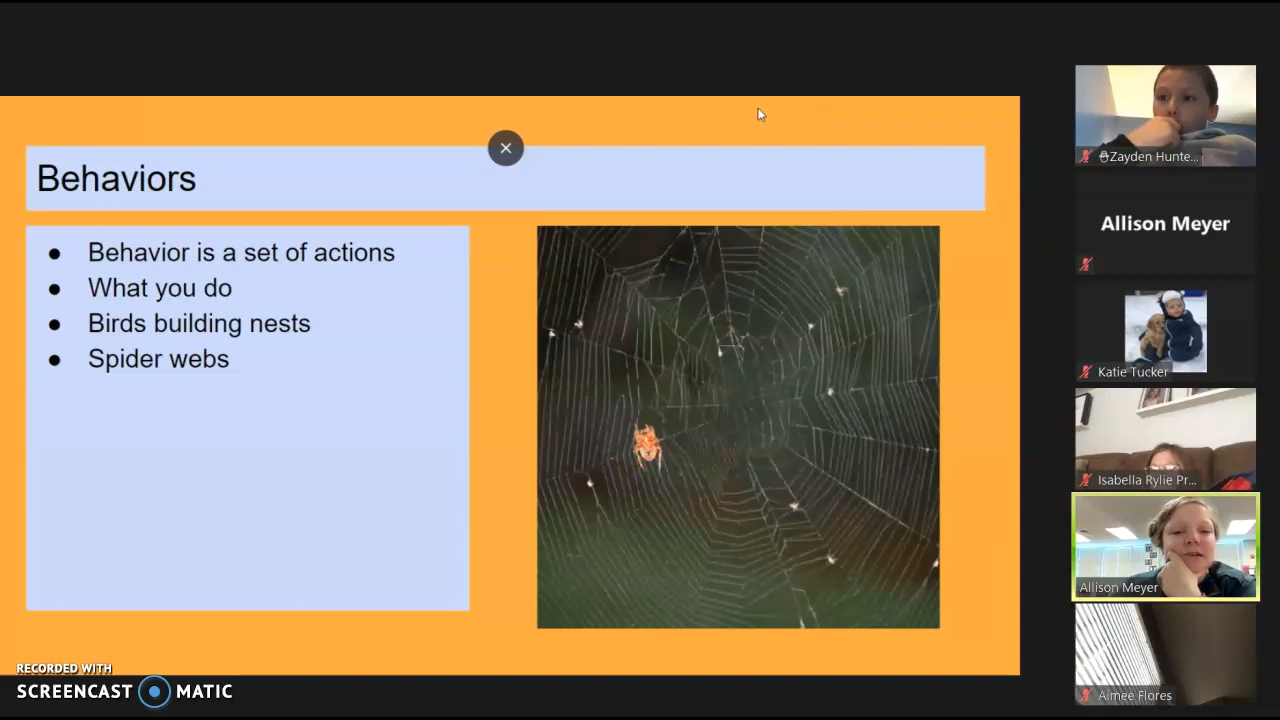 Behaviors
● Behavior is a set of actions
● What you do
● Birds building nests
● Spider webs
Zayden Hunte...
Allison Meyer
Katie Tucker
Isabella Rylie Pr...
Allison Meyer
Aimee Flores
RECORDED WITH
SCREENCAST MATIC